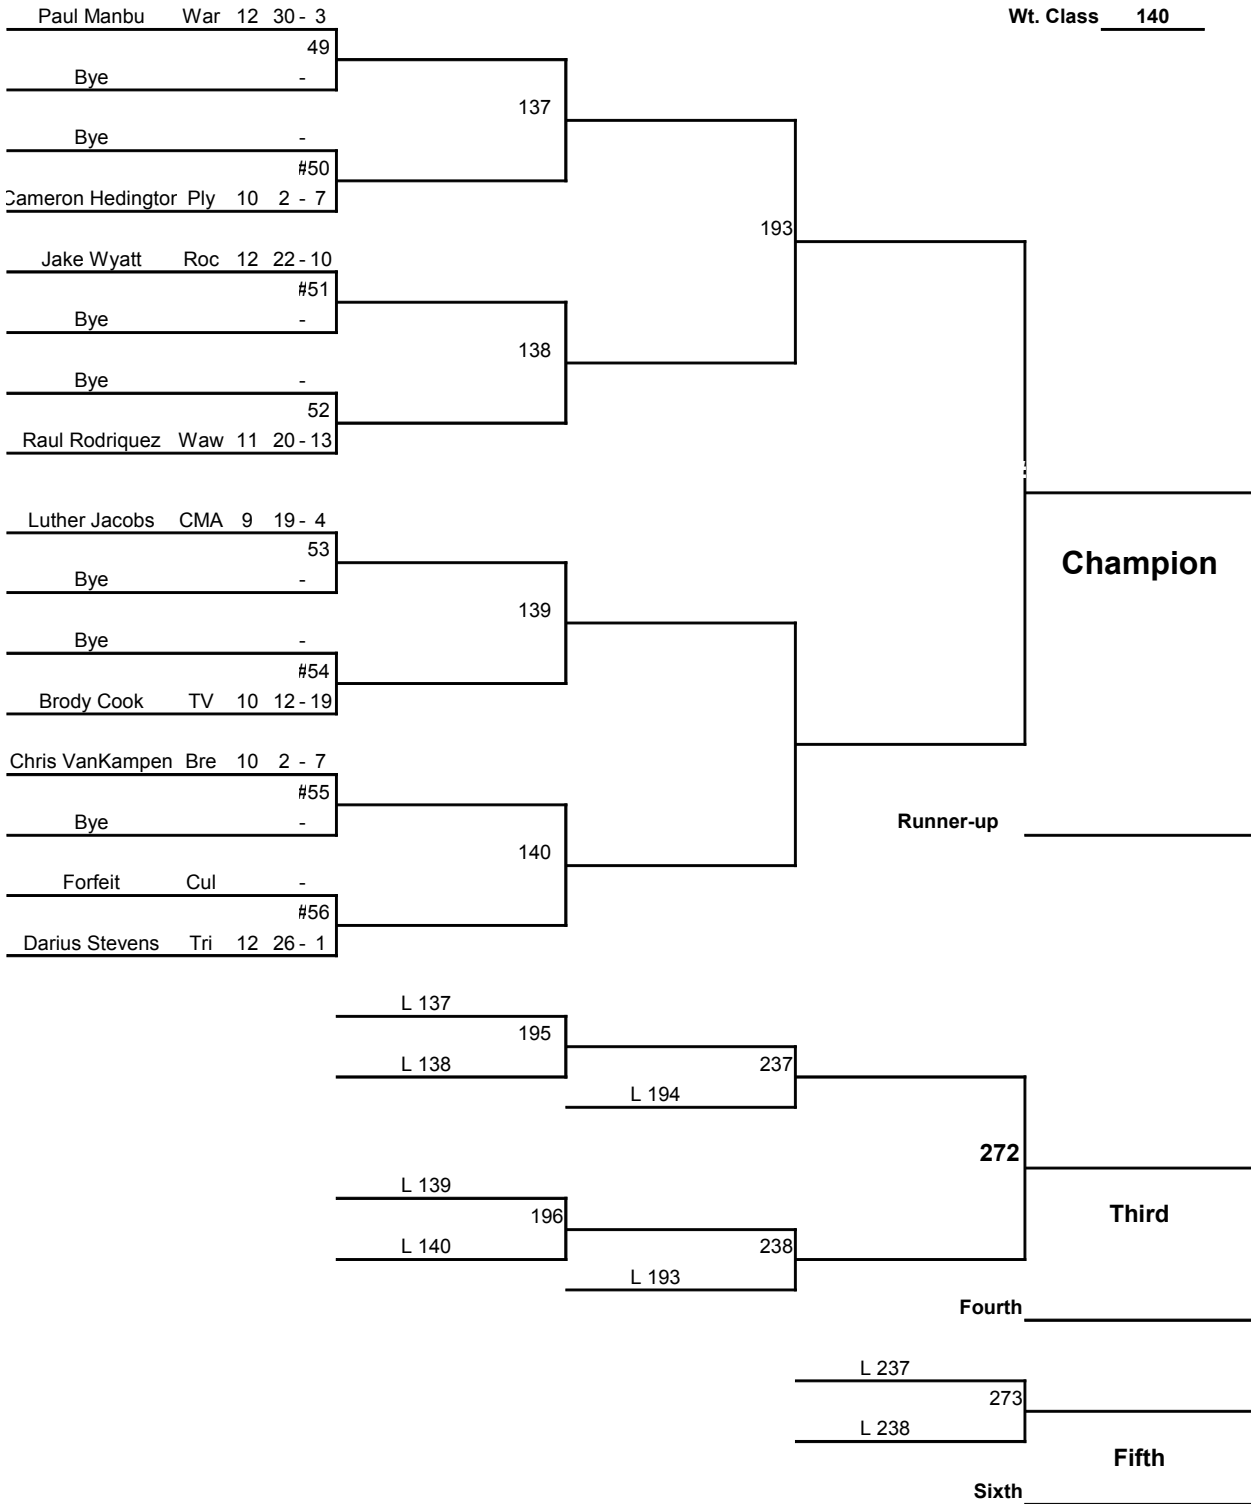 Paul Manbu War 12 30 - 3
Wt. Class 140
49
Bye -
137
Bye -
#50
Cameron Hedingtor Ply 10 2 - 7
193
Jake Wyatt Roc 12 22 - 10
#51
Bye -
138
Bye -
52
Raul Rodriquez Waw 11 20 - 13
Luther Jacobs CMA 9 19 - 4
53
Champion
Bye -
139
Bye -
#54
Brody Cook TV 10 12 - 19
Chris VanKampen Bre 10 2 - 7
#55
Bye -
Runner-up
140
Forfeit Cul -
#56
Darius Stevens Tri 12 26 - 1
L 137
195
L 138
237
L 194
272
L 139
196
Third
L 140
238
L 193
Fourth
L 237
273
L 238
Fifth
Sixth